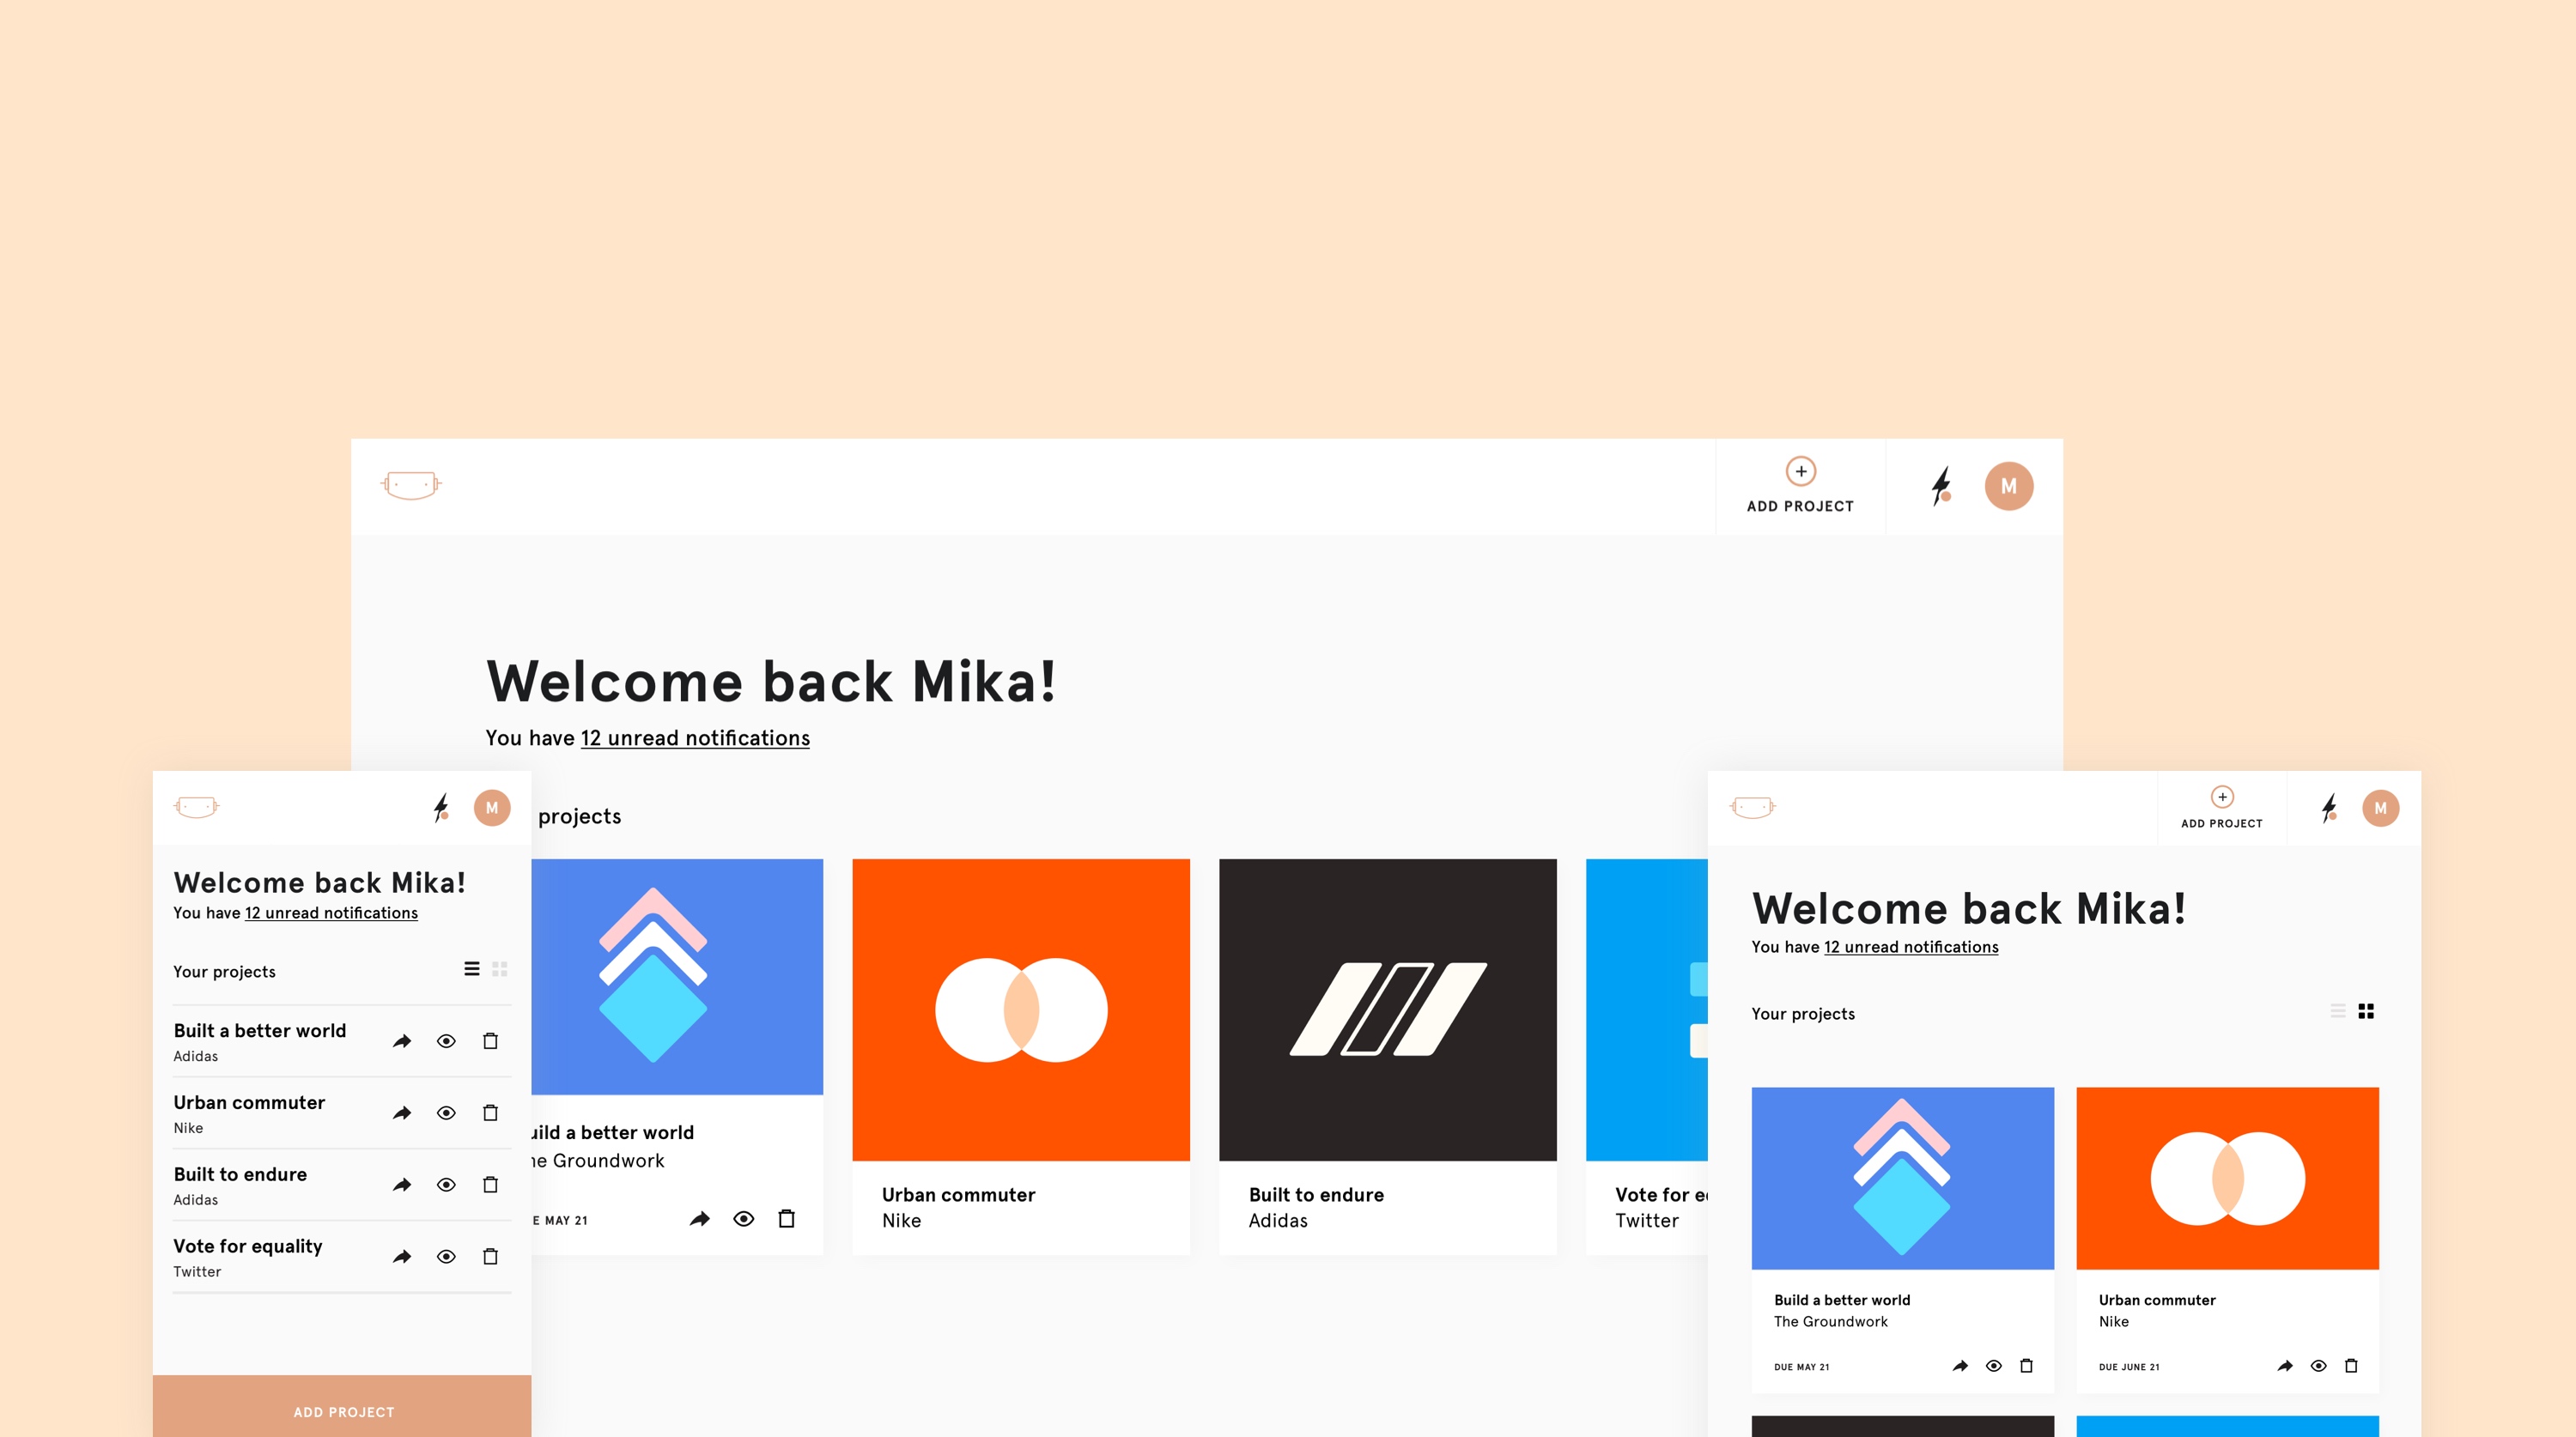 ADD PROJECT
M
Welcome back Mika!
You have 12 unread notifications
projects
uild a better world
he Groundwork
E MAY 21
Urban commuter
Nike
Built to endure
Adidas
Vote for e
Twitter
M
Welcome back Mika!
You have 12 unread notifications
Your projects
Built a better world
Adidas
Urban commuter
Nike
Built to endure
Adidas
Vote for equality
Twitter
ADD PROJECT
ADD PROJECT
M
Welcome back Mika!
You have 12 unread notifications
Your projects
Build a better world
The Groundwork
DUE MAY 21
Urban commuter
Nike
DUE JUNE 21